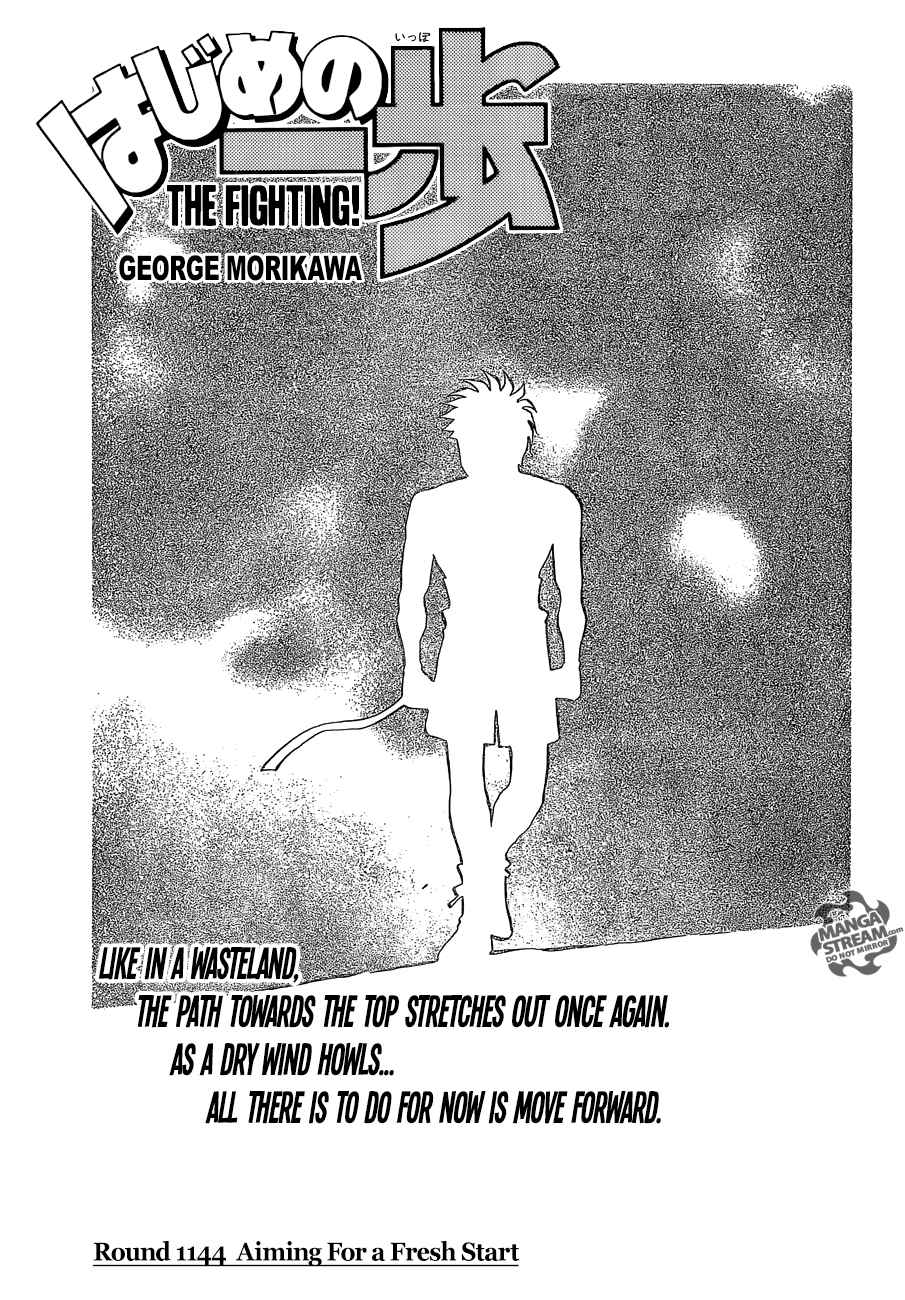 いっぽ
はじめの一歩
THE FIGHTING!
GEORGE MORIKAWA
MANGA
STREAM.com
DO NOT MIRROR
LIKE IN A WASTELAND,
THE PATH TOWARDS THE TOP STRETCHES OUT ONCE AGAIN.
AS A DRY WIND HOWLS...
ALL THERE IS TO DO FOR NOW IS MOVE FORWARD.
Round 1144 Aiming For a Fresh Start